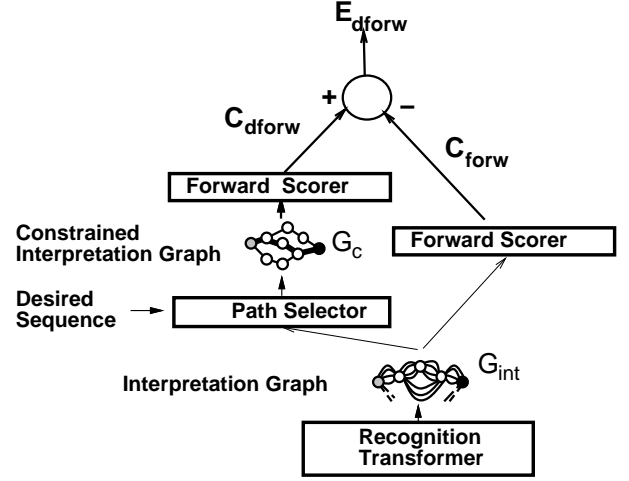 E_dforw
+
−
C_dforw
C_forw
Forward Scorer
Constrained
Interpretation Graph
G_c
Forward Scorer
Desired
Sequence
Path Selector
Interpretation Graph
G_int
Recognition
Transformer